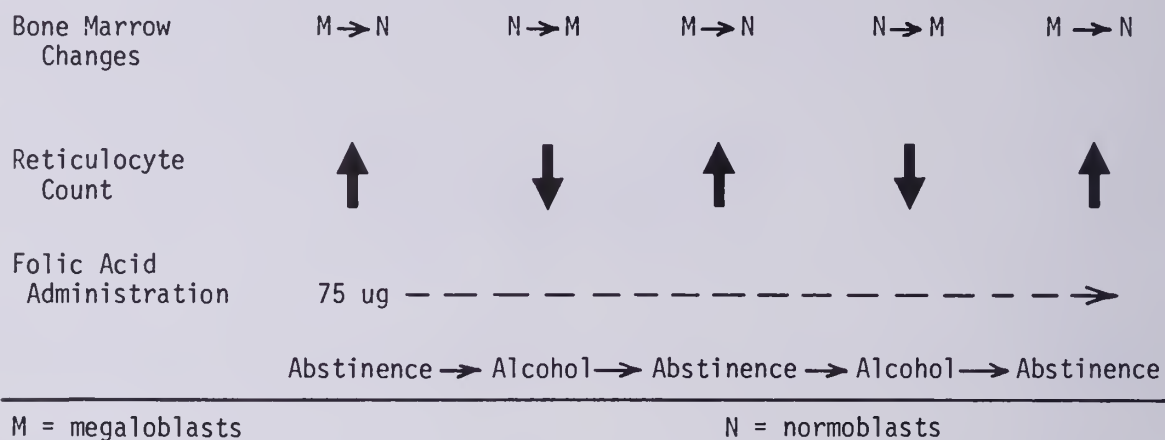 Bone Marrow Changes M → N N → M M → N N → M M → N
Reticulocyte Count ↑ ↓ ↑ ↓ ↑
Folic Acid Administration 75 ug — — — — — — — — — — — — — →
Abstinence → Alcohol → Abstinence → Alcohol → Abstinence
M = megaloblasts N = normoblasts